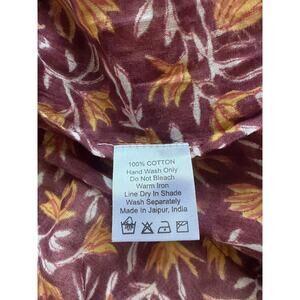 100% COTTON
Hand Wash Only
Do Not Bleach
Warm Iron
Line Dry In Shade
Wash Separately
Made In Jaipur, India